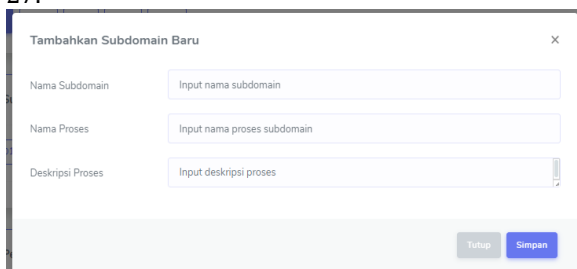 Tambahkan Subdomain Baru ×
Nama Subdomain Input nama subdomain
Nama Proses Input nama proses subdomain
Deskripsi Proses Input deskripsi proses
Tutup Simpan